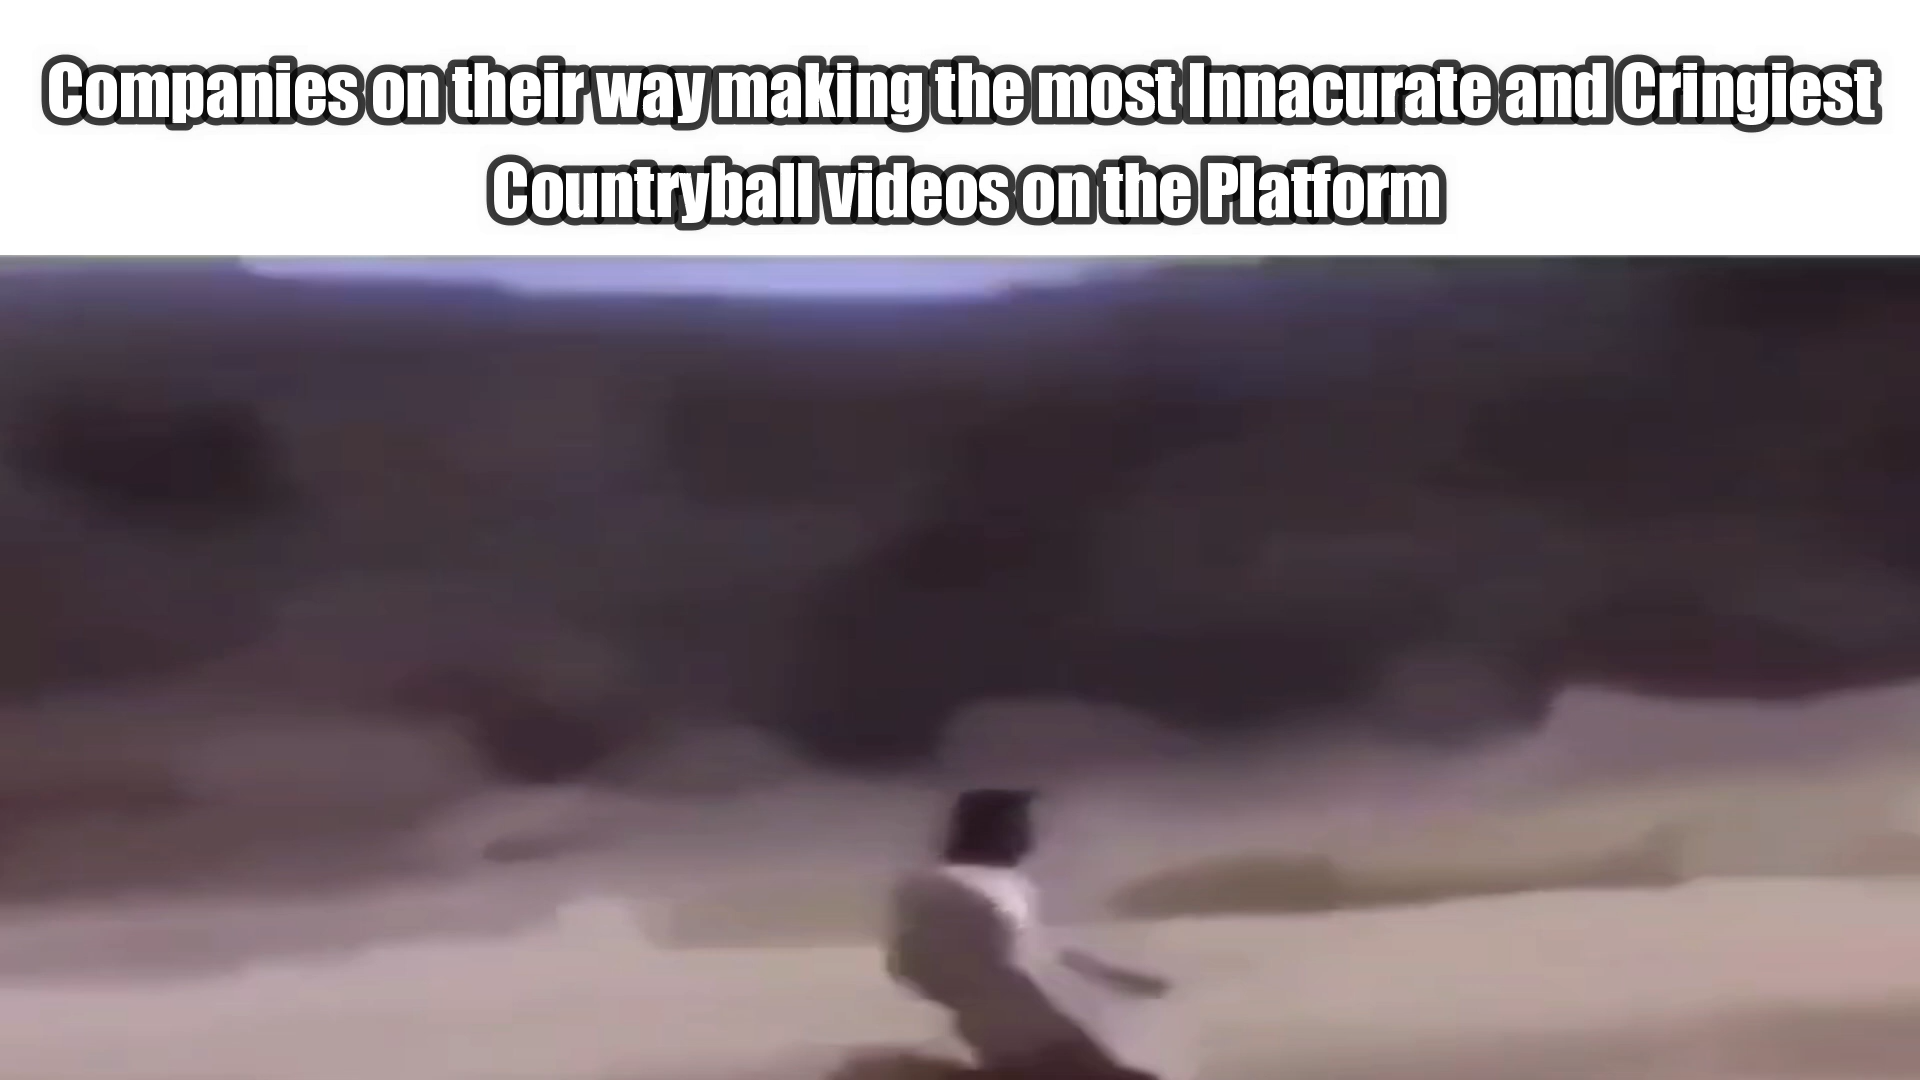 Companies on their way making the most Innacurate and Cringiest
Countryball videos on the Platform